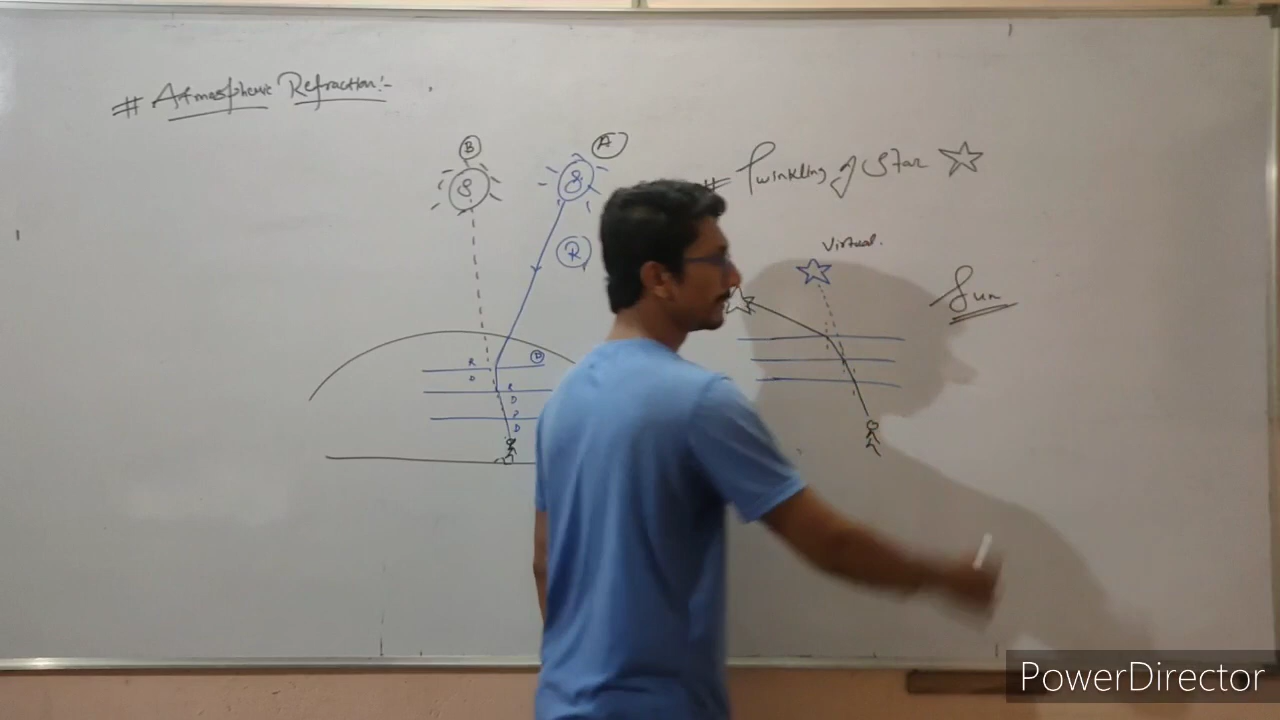 # Atmospheric Refraction:-
B
A
# Twinkling of Star
S
S
R
Virtual.
Sun
R
D
D
R
D
R
D
PowerDirector